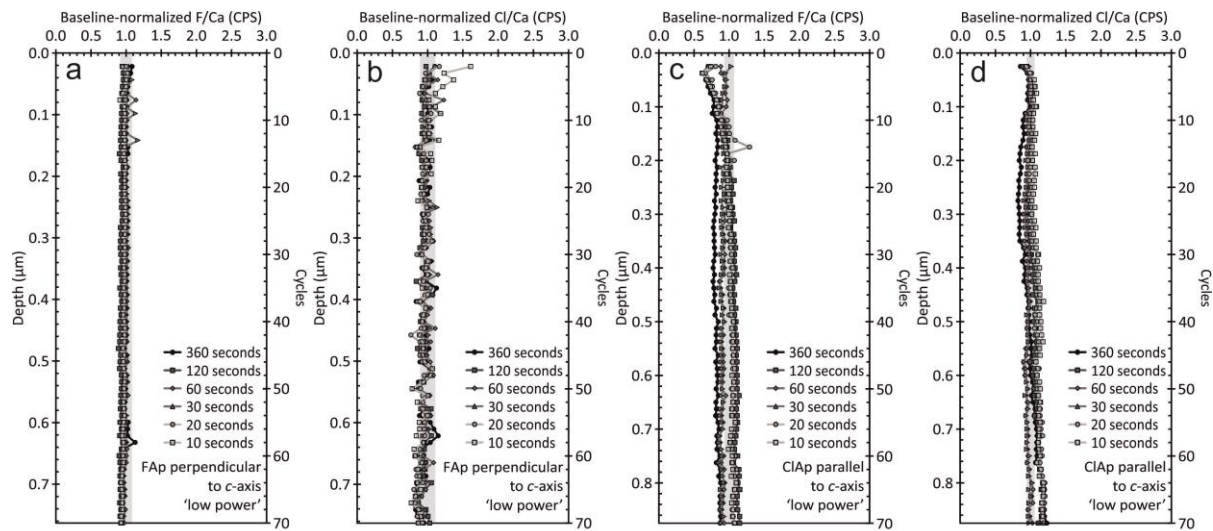 Baseline-normalized F/Ca (CPS)
0.0 0.5 1.0 1.5 2.0 2.5 3.0
a
0.0
0.1
0.2
0.3
0.4
0.5
0.6
0.7
Depth (µm)
0
10
20
30
40
50
60
70
Cycles
360 seconds
120 seconds
60 seconds
30 seconds
20 seconds
10 seconds
FAp perpendicular
to c-axis
‘low power’
Baseline-normalized Cl/Ca (CPS)
0.0 0.5 1.0 1.5 2.0 2.5 3.0
b
0.0
0.1
0.2
0.3
0.4
0.5
0.6
0.7
Depth (µm)
0
10
20
30
40
50
60
70
Cycles
360 seconds
120 seconds
60 seconds
30 seconds
20 seconds
10 seconds
FAp perpendicular
to c-axis
‘low power’
Baseline-normalized F/Ca (CPS)
0.0 0.5 1.0 1.5 2.0 2.5 3.0
c
0.0
0.1
0.2
0.3
0.4
0.5
0.6
0.7
0.8
Depth (µm)
0
10
20
30
40
50
60
70
Cycles
360 seconds
120 seconds
60 seconds
30 seconds
20 seconds
10 seconds
ClAp parallel
to c-axis
‘low power’
Baseline-normalized Cl/Ca (CPS)
0.0 0.5 1.0 1.5 2.0 2.5 3.0
d
0.0
0.1
0.2
0.3
0.4
0.5
0.6
0.7
0.8
Depth (µm)
0
10
20
30
40
50
60
70
Cycles
360 seconds
120 seconds
60 seconds
30 seconds
20 seconds
10 seconds
ClAp parallel
to c-axis
‘low power’